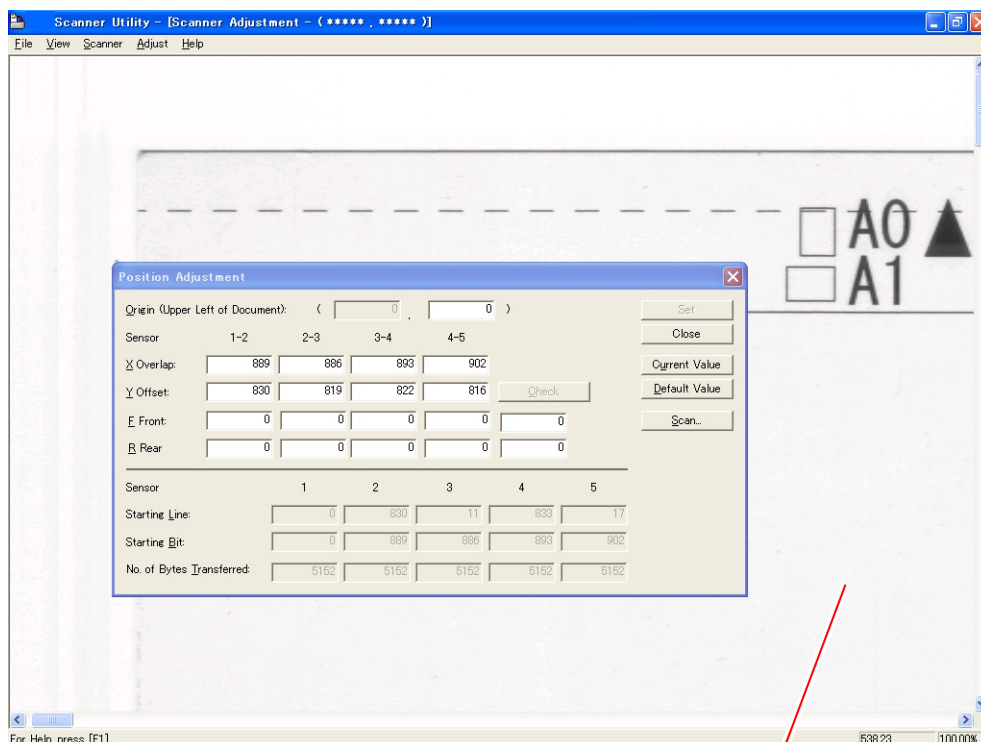 Scanner Utility - [Scanner Adjustment - ( ***** , ***** )]
File View Scanner Adjust Help
A0
A1
Position Adjustment
Origin (Upper Left of Document): ( 0 , 0 ) Set
Sensor 1-2 2-3 3-4 4-5 Close
X Overlap: 889 886 893 902 Current Value
Y Offset: 830 819 822 816 Check Default Value
F Front: 0 0 0 0 0 Scan...
R Rear 0 0 0 0 0
Sensor 1 2 3 4 5
Starting Line: 0 830 11 833 17
Starting Bit: 0 889 886 893 902
No. of Bytes Transferred: 5152 5152 5152 5152 5152
For Help, press [F1] 538,23 100.00%